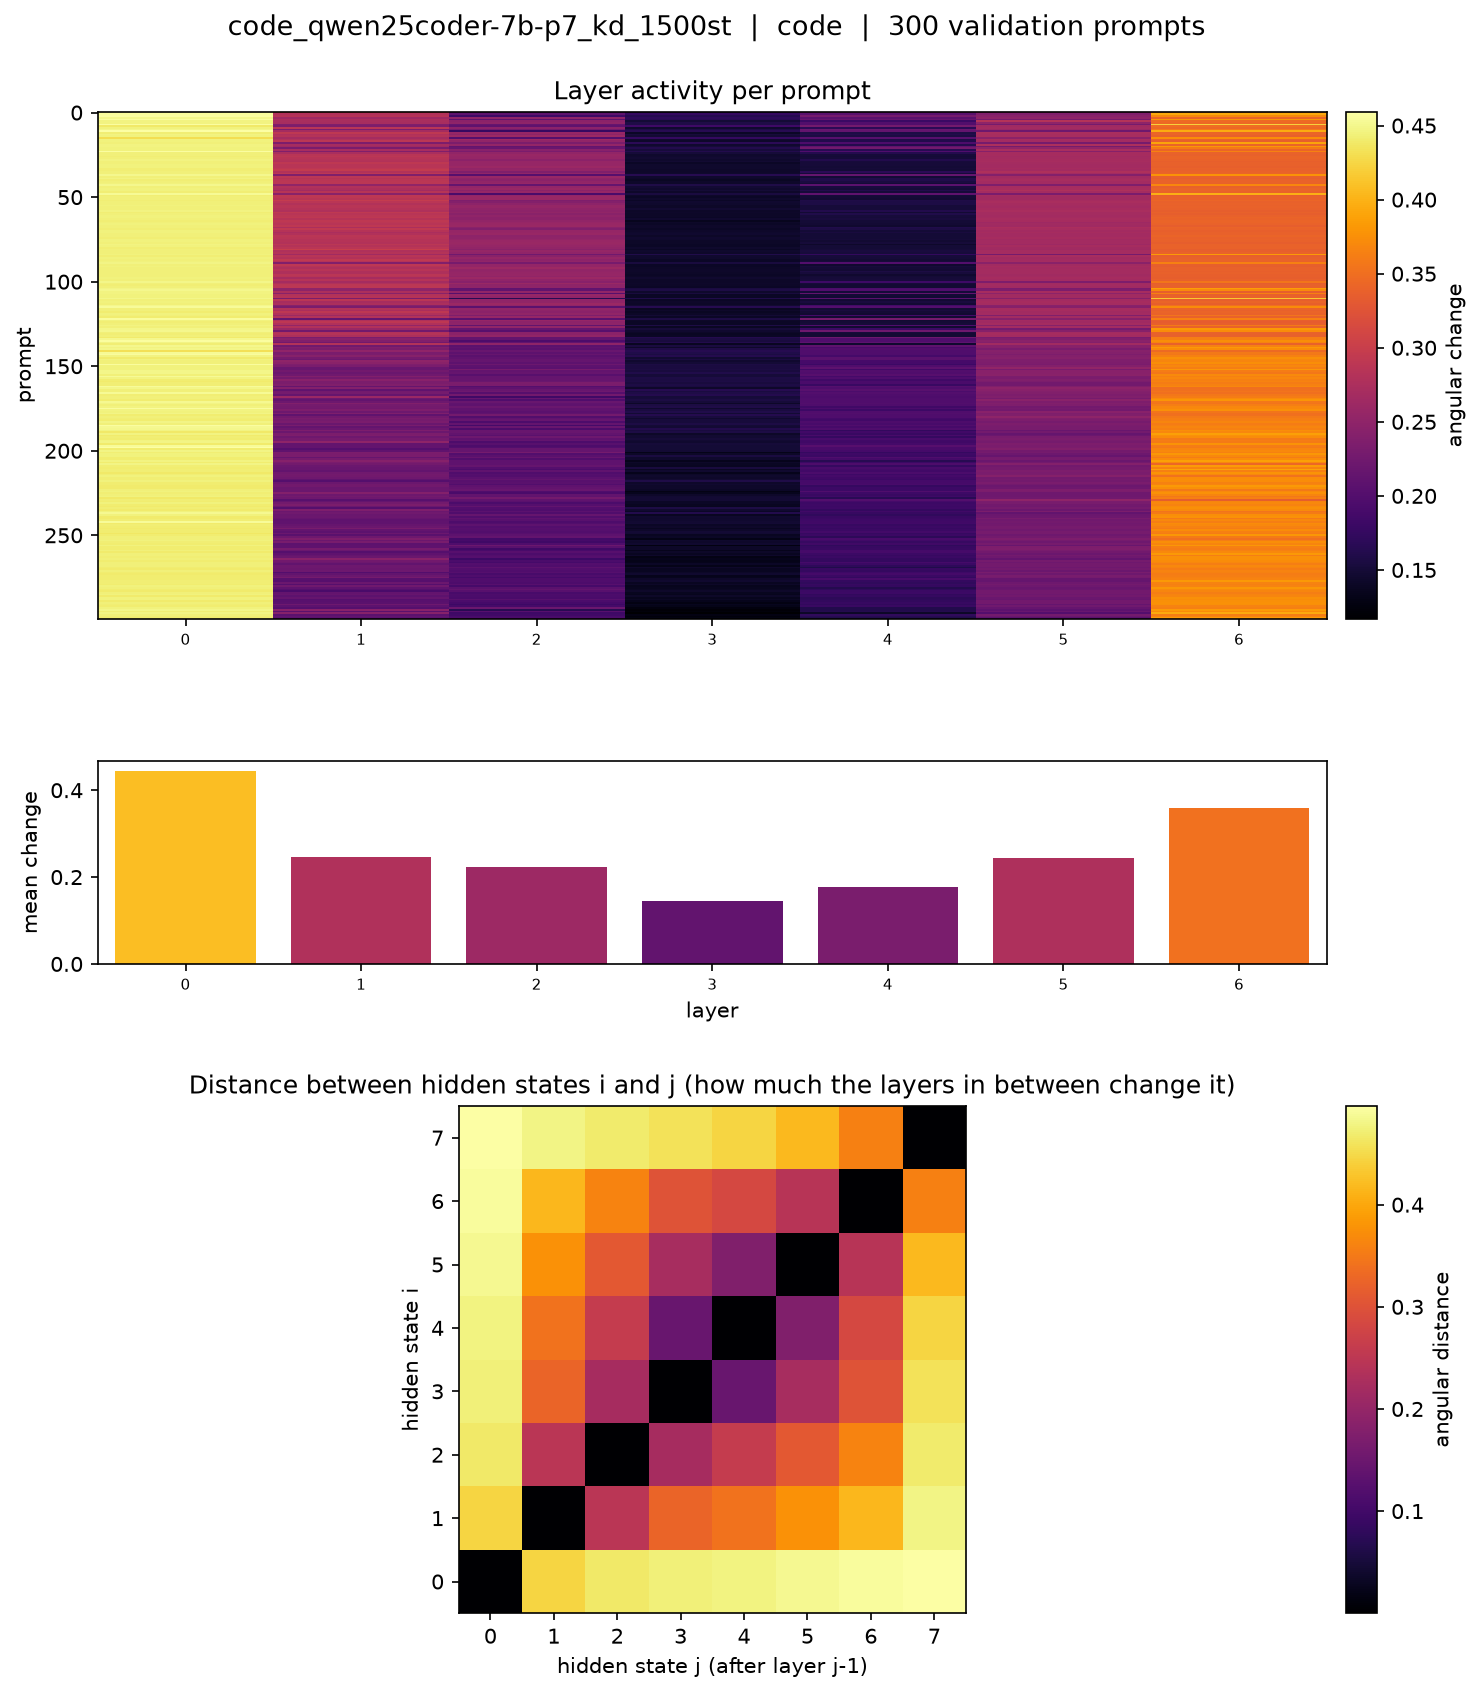 code_qwen25coder-7b-p7_kd_1500st | code | 300 validation prompts
Layer activity per prompt
prompt
0
50
100
150
200
250
0 1 2 3 4 5 6
0.45
0.40
0.35
0.30
0.25
0.20
0.15
angular change
mean change
0.4
0.2
0.0
0 1 2 3 4 5 6
layer
Distance between hidden states i and j (how much the layers in between change it)
hidden state i
7
6
5
4
3
2
1
0
0 1 2 3 4 5 6 7
hidden state j (after layer j-1)
0.4
0.3
0.2
0.1
angular distance